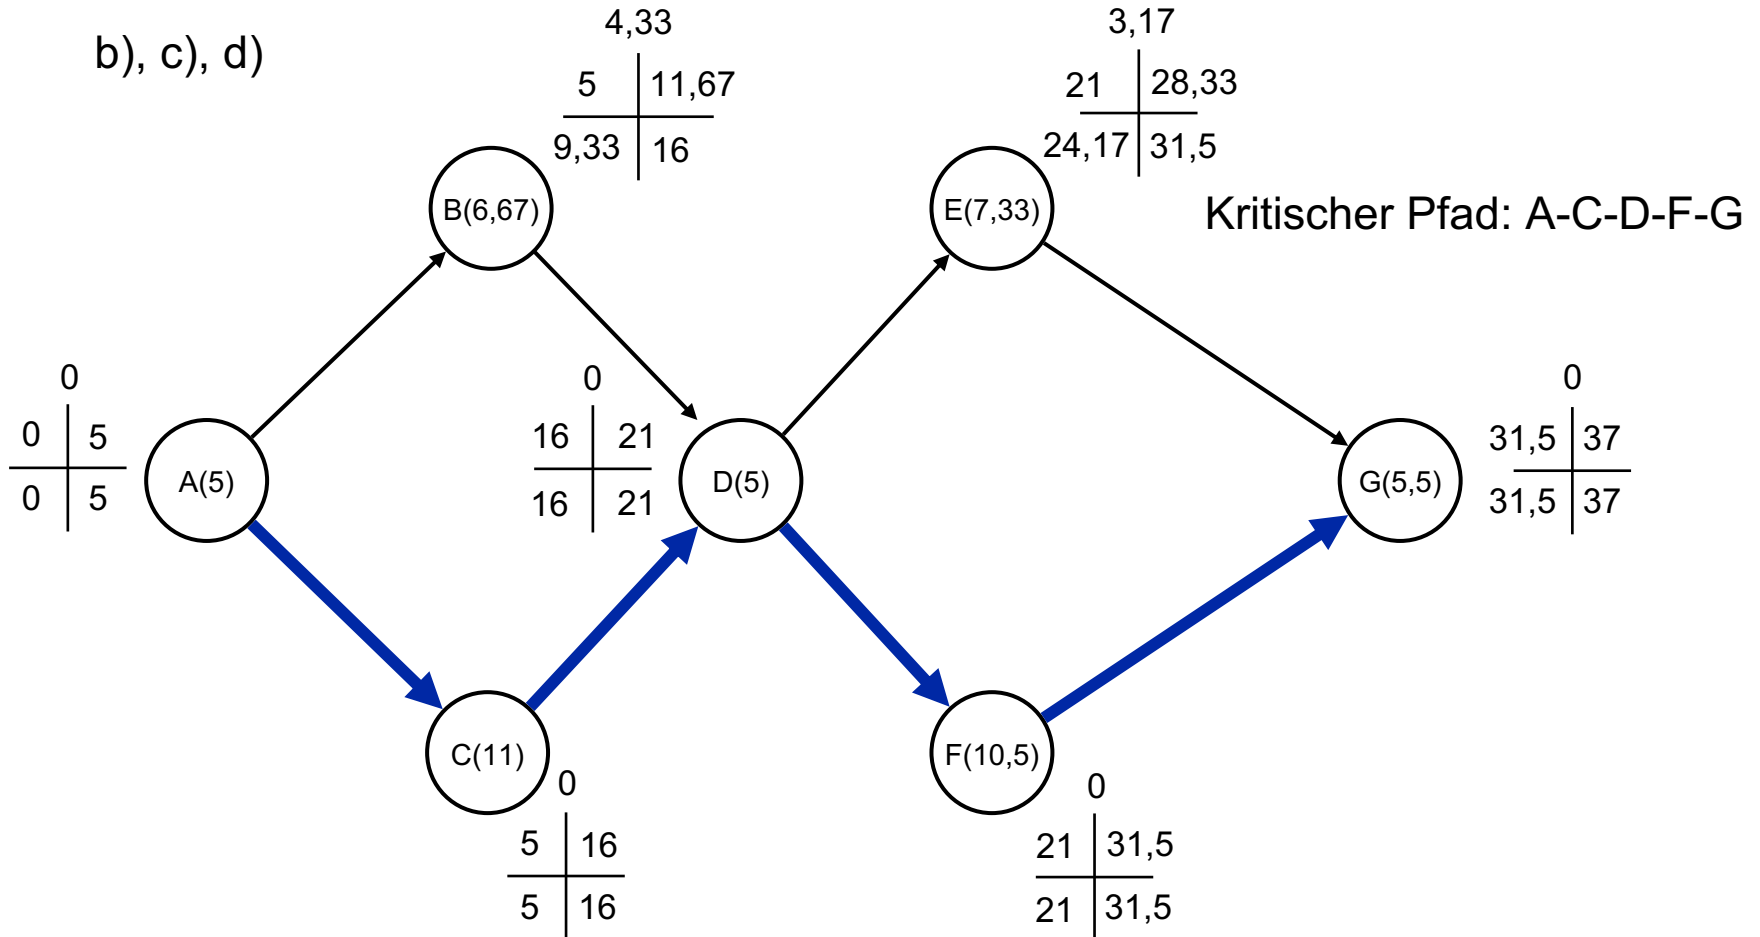 b), c), d)
4,33
5 11,67
9,33 16
3,17
21 28,33
24,17 31,5
B(6,67)
E(7,33)
Kritischer Pfad: A-C-D-F-G
0
0 5
0 5
A(5)
0
16 21
16 21
D(5)
0
31,5 37
31,5 37
G(5,5)
C(11)
0
5 16
5 16
F(10,5)
0
21 31,5
21 31,5